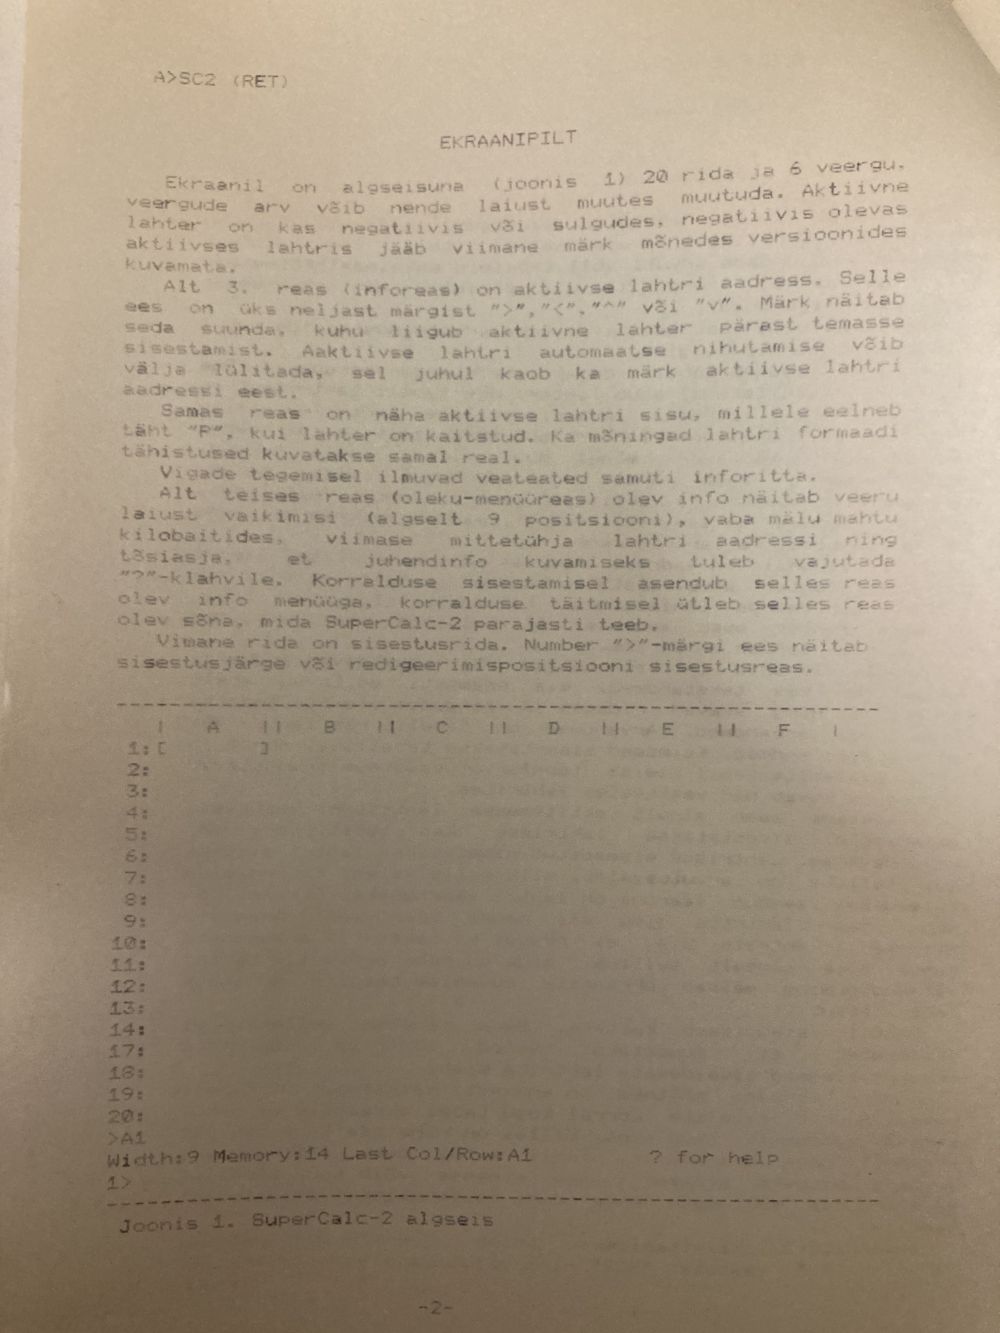 A>SC2 (RET)
EKRAANIPILT
Ekraanil on algseisuna (joonis 1) 20 rida ja 6 veergu,
veergude arv võib nende laiust muutes muutuda. Aktiivne
lahter on kas negatiivis või sulgudes, negatiivis olevas
aktiivses lahtris jääb viimane märk mõnedes versioonides
kuvamata.
Alt 3. reas (inforeas) on aktiivse lahtri aadress. Selle
ees on üks neljast märgist ">","<","^" või "v". Märk näitab
seda suunda, kuhu liigub aktiivne lahter pärast temasse
sisestamist. Aaktiivse lahtri automaatse nihutamise võib
välja lülitada, sel juhul kaob ka märk aktiivse lahtri
aadressi eest.
Samas reas on näha aktiivse lahtri sisu, millele eelneb
täht "P", kui lahter on kaitstud. Ka mõningad lahtri formaadi
tähistused kuvatakse samal real.
Vigade tegemisel ilmuvad veateated samuti inforitta.
Alt teises reas (oleku-menüüreas) olev info näitab veeru
laiust vaikimisi (algselt 9 positsiooni), vaba mälu mahtu
kilobaitides, viimase mittetühja lahtri aadressi ning
tõsiasja, et juhendinfo kuvamiseks tuleb vajutada
"?"-klahvile. Korralduse sisestamisel asendub selles reas
olev info menüüga, korralduse täitmisel ütleb selles reas
olev sõna, mida SuperCalc-2 parajasti teeb.
Vimane rida on sisestusrida. Number ">"-märgi ees näitab
sisestusjärge või redigeerimispositsiooni sisestusreas.
| A || B || C || D || E || F |
1:[ ]
2:
3:
4:
5:
6:
7:
8:
9:
10:
11:
12:
13:
14:
17:
18:
19:
20:
>A1
Width:9 Memory:14 Last Col/Row:A1 ? for help
1>
Joonis 1. SuperCalc-2 algseis
-2-